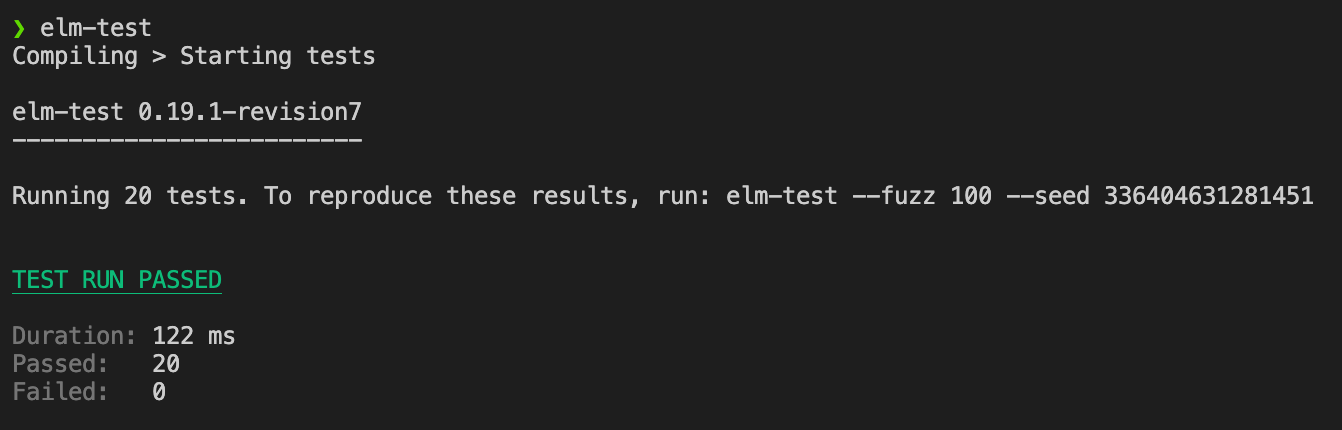 ❯ elm-test
Compiling > Starting tests
elm-test 0.19.1-revision7
-------------------------
Running 20 tests. To reproduce these results, run: elm-test --fuzz 100 --seed 336404631281451
TEST RUN PASSED
Duration: 122 ms
Passed:   20
Failed:   0